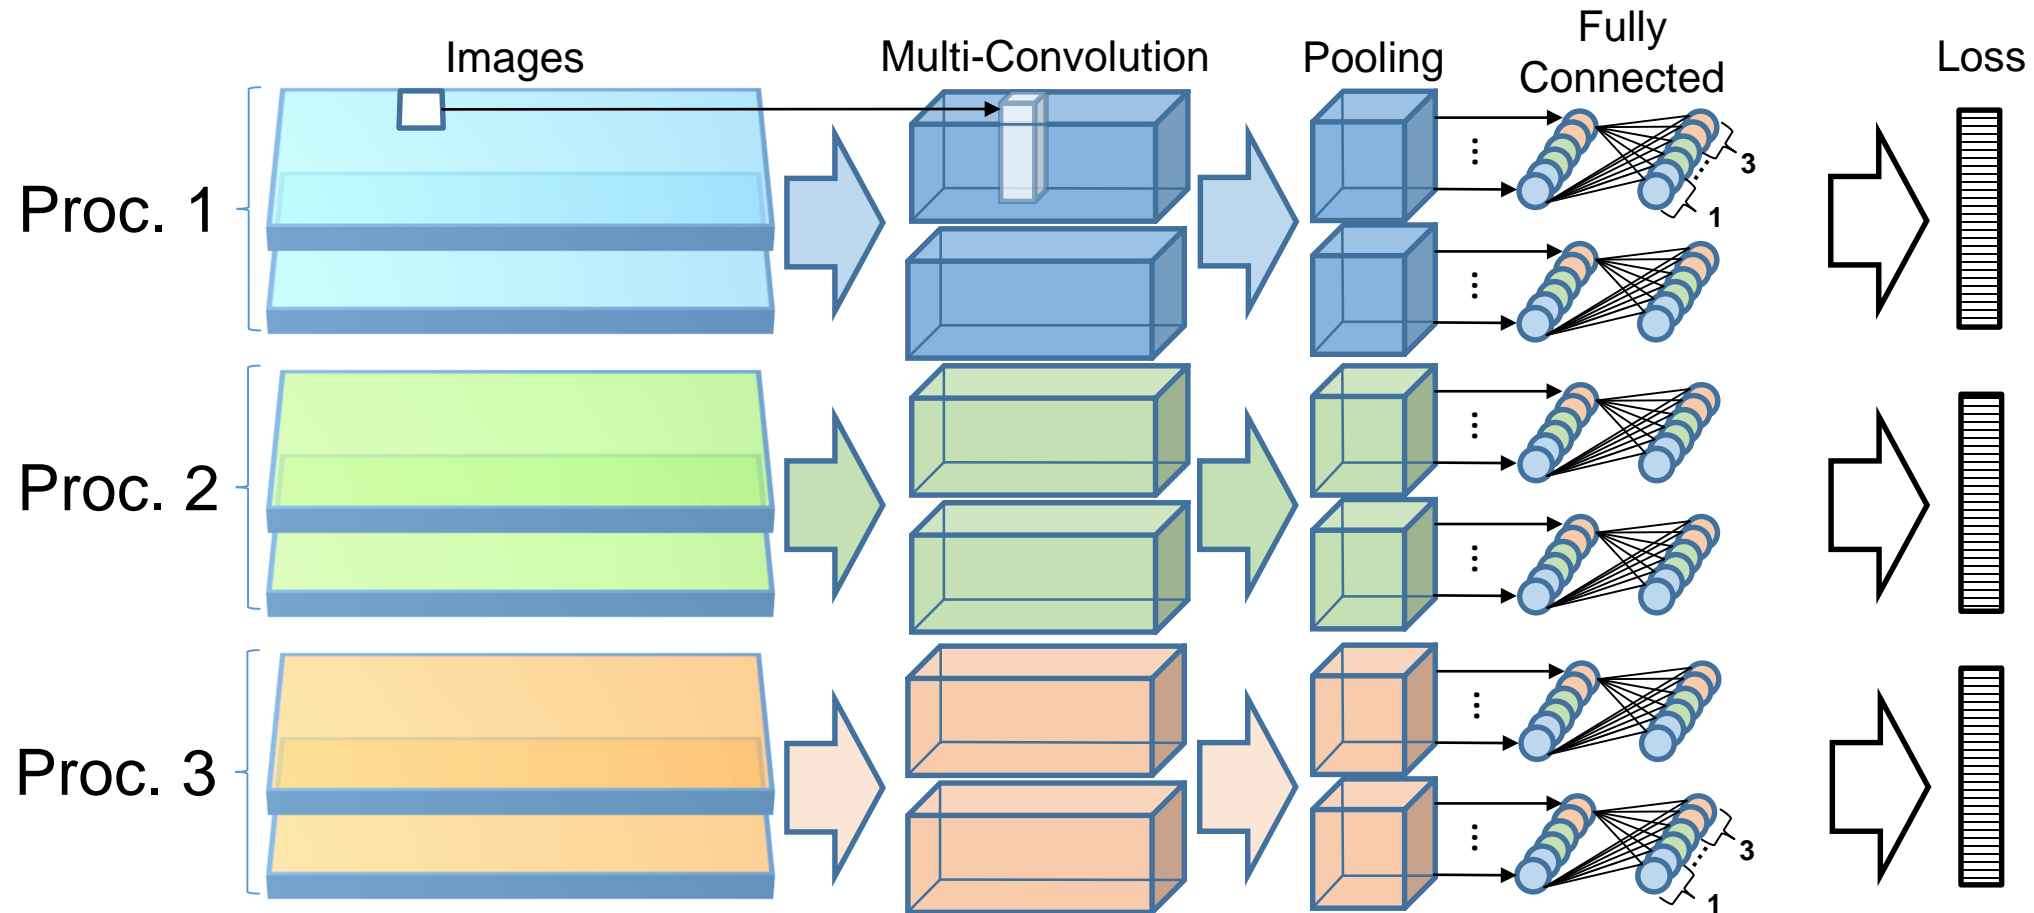 Images
Multi-Convolution
Pooling
Fully
Connected
Loss
Proc. 1
3
1
Proc. 2
Proc. 3
3
1